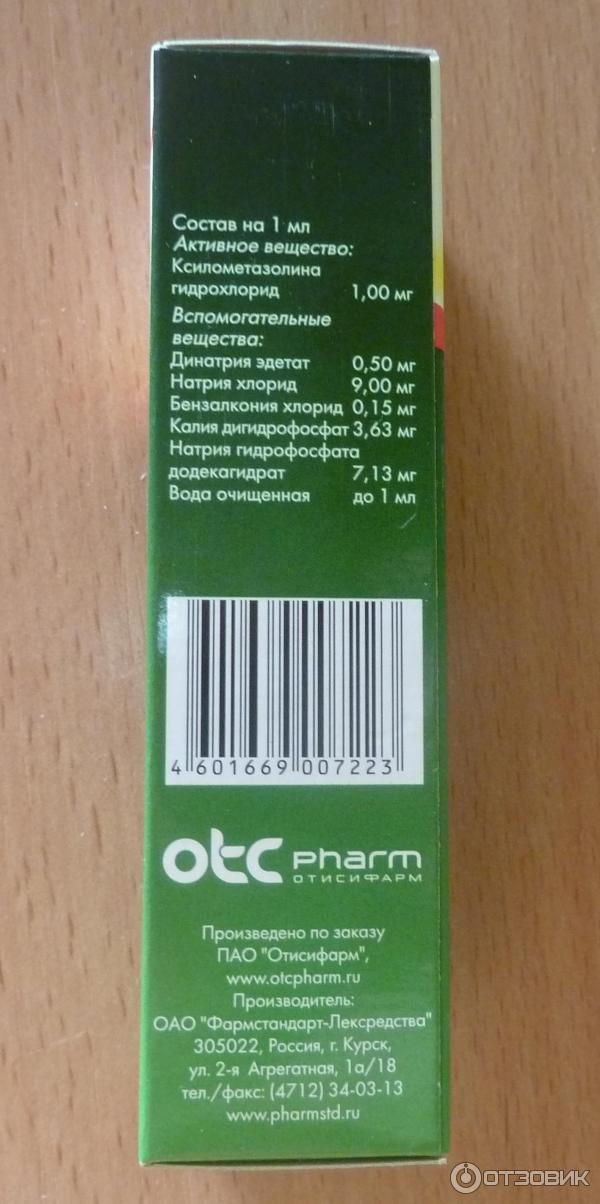 Состав на 1 мл
Активное вещество:
Ксилометазолина
гидрохлорид 1,00 мг
Вспомогательные
вещества:
Динатрия эдетат 0,50 мг
Натрия хлорид 9,00 мг
Бензалкония хлорид 0,15 мг
Калия дигидрофосфат 3,63 мг
Натрия гидрофосфата
додекагидрат 7,13 мг
Вода очищенная до 1 мл
4 601669 007223
otc pharm
ОТИСИФАРМ
Произведено по заказу
ПАО "Отисифарм",
www.otcpharm.ru
Производитель:
ОАО "Фармстандарт-Лексредства"
305022, Россия, г. Курск,
ул. 2-я Агрегатная, 1а/18
тел./факс: (4712) 34-03-13
www.pharmstd.ru
ОТЗОВИК